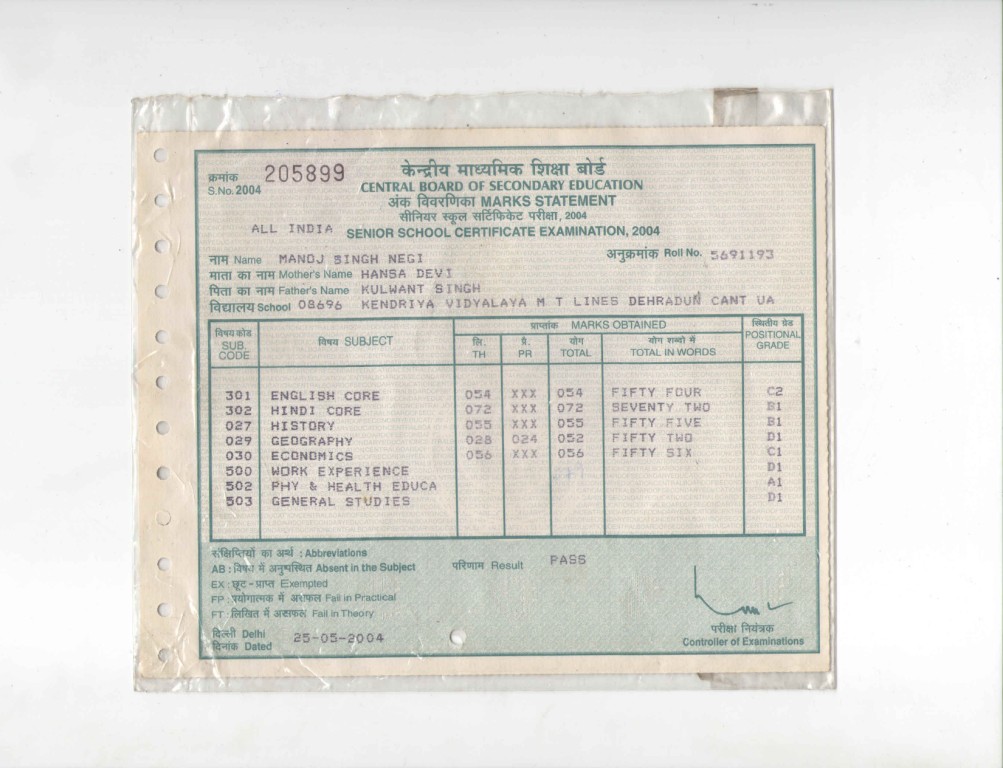 क्रमांक 205899 केन्द्रीय माध्यमिक शिक्षा बोर्ड
S.No. 2004 CENTRAL BOARD OF SECONDARY EDUCATION
अंक विवरणिका MARKS STATEMENT
सीनियर स्कूल सर्टिफिकेट परीक्षा, 2004
ALL INDIA SENIOR SCHOOL CERTIFICATE EXAMINATION, 2004
नाम Name MANOJ SINGH NEGI अनुक्रमांक Roll No. 5691193
माता का नाम Mother's Name HANSA DEVI
पिता का नाम Father's Name KULWANT SINGH
विद्यालय School 08696 KENDRIYA VIDYALAYA M T LINES DEHRADUN CANT UA
विषय कोड SUB. CODE विषय SUBJECT प्राप्तांक MARKS OBTAINED स्थितीय ग्रेड POSITIONAL GRADE
लि. TH प्रै. PR योग TOTAL योग शब्दों में TOTAL IN WORDS
301 ENGLISH CORE 054 XXX 054 FIFTY FOUR C2
302 HINDI CORE 072 XXX 072 SEVENTY TWO B1
027 HISTORY 055 XXX 055 FIFTY FIVE B1
029 GEOGRAPHY 028 024 052 FIFTY TWO D1
030 ECONOMICS 056 XXX 056 FIFTY SIX C1
500 WORK EXPERIENCE D1
502 PHY & HEALTH EDUCA A1
503 GENERAL STUDIES D1
संक्षिप्तियों का अर्थ : Abbreviations
AB : विषय में अनुपस्थित Absent in the Subject परिणाम Result PASS
EX : छूट - प्राप्त Exempted
FP : प्रयोगात्मक में असफल Fail in Practical
FT : लिखित में असफल Fail in Theory
दिल्ली Delhi परीक्षा नियंत्रक
दिनांक Dated 25-05-2004 Controller of Examinations